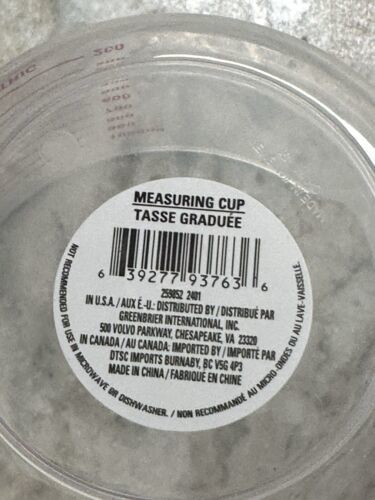 MEASURING CUP
TASSE GRADUÉE
6 39277 93763 6
259052 2401
IN U.S.A. / AUX É.-U.: DISTRIBUTED BY / DISTRIBUÉ PAR
GREENBRIER INTERNATIONAL, INC.
500 VOLVO PARKWAY, CHESAPEAKE, VA 23320
IN CANADA / AU CANADA: IMPORTED BY / IMPORTÉ PAR
DTSC IMPORTS BURNABY, BC V5G 4P3
MADE IN CHINA / FABRIQUÉ EN CHINE
NOT RECOMMENDED FOR USE IN MICROWAVE OR DISHWASHER. / NON RECOMMANDÉ AU MICRO-ONDES OU AU LAVE-VAISSELLE.